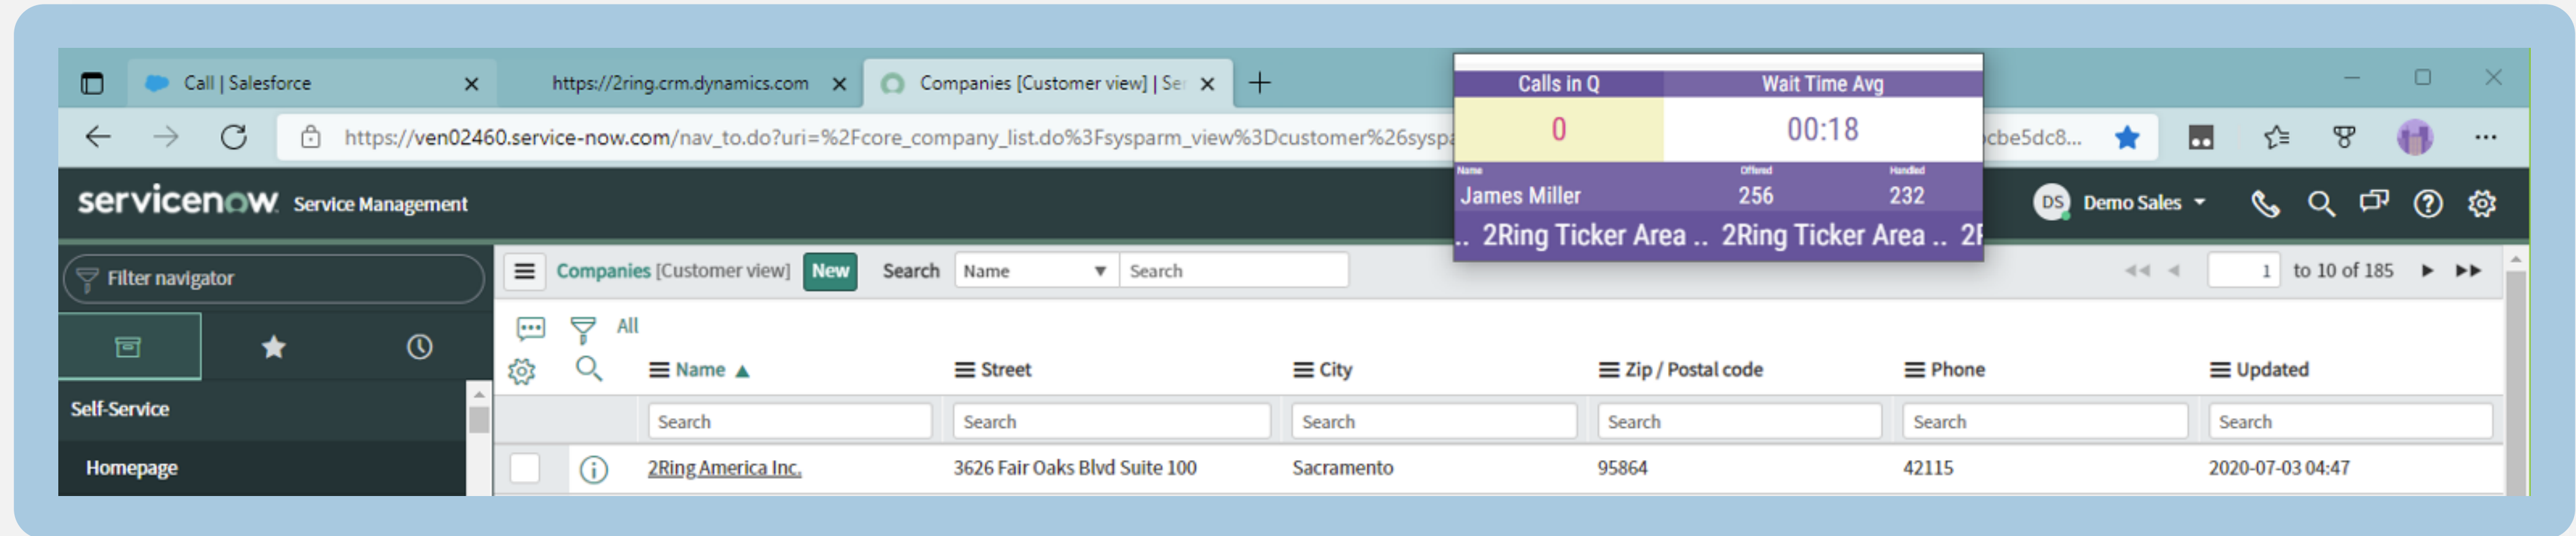 Call | Salesforce
https://2ring.crm.dynamics.com
Companies [Customer view] | Se
https://ven02460.service-now.com/nav_to.do?uri=%2Fcore_company_list.do%3Fsysparm_view%3Dcustomer%26syspa
cbe5dc8...
Calls in Q Wait Time Avg
0 00:18
Name Offered Handled
James Miller 256 232
.. 2Ring Ticker Area .. 2Ring Ticker Area .. 2R
servicenow Service Management
DS Demo Sales
Filter navigator
Companies [Customer view] New Search Name Search
1 to 10 of 185
All
Name Street City Zip / Postal code Phone Updated
Search Search Search Search Search Search
Self-Service
Homepage
2Ring America Inc. 3626 Fair Oaks Blvd Suite 100 Sacramento 95864 42115 2020-07-03 04:47